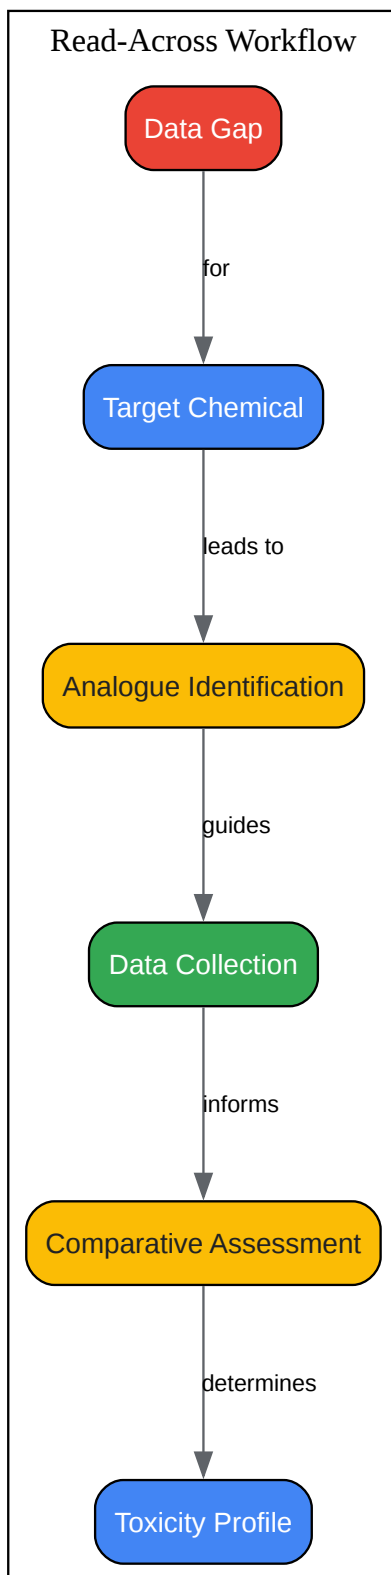 Read-Across Workflow
Data Gap
for
Target Chemical
leads to
Analogue Identification
guides
Data Collection
informs
Comparative Assessment
determines
Toxicity Profile